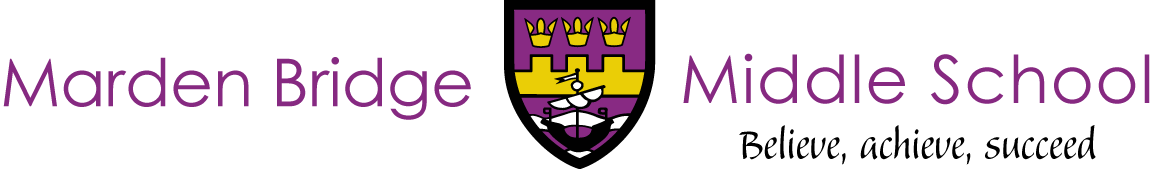 Marden Bridge Middle School
Believe, achieve, succeed